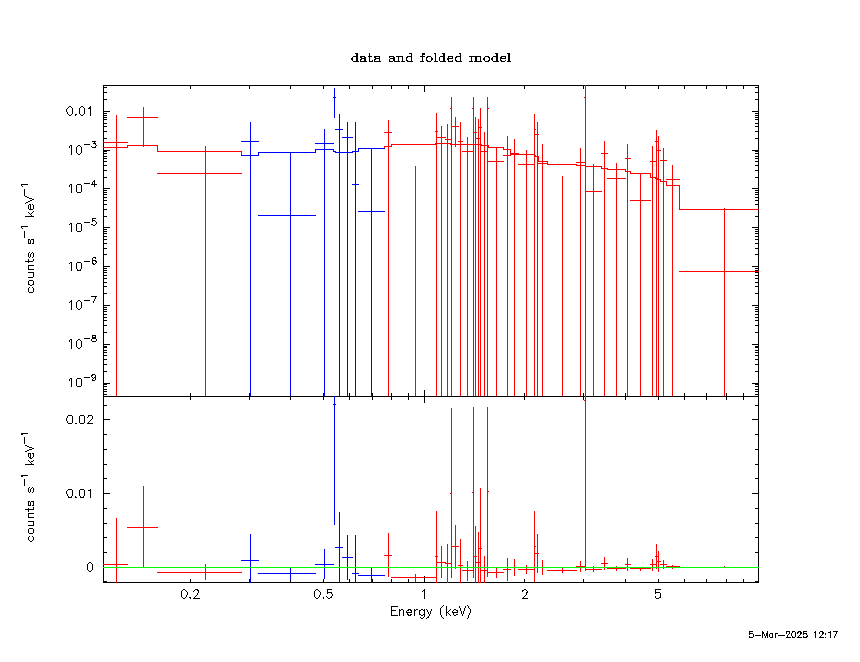 data and folded model
0.01
10⁻³
10⁻⁴
10⁻⁵
10⁻⁶
10⁻⁷
10⁻⁸
10⁻⁹
counts s⁻¹ keV⁻¹
0.02
0.01
0
counts s⁻¹ keV⁻¹
0.2 0.5 1 2 5
Energy (keV)
5-Mar-2025 12:17